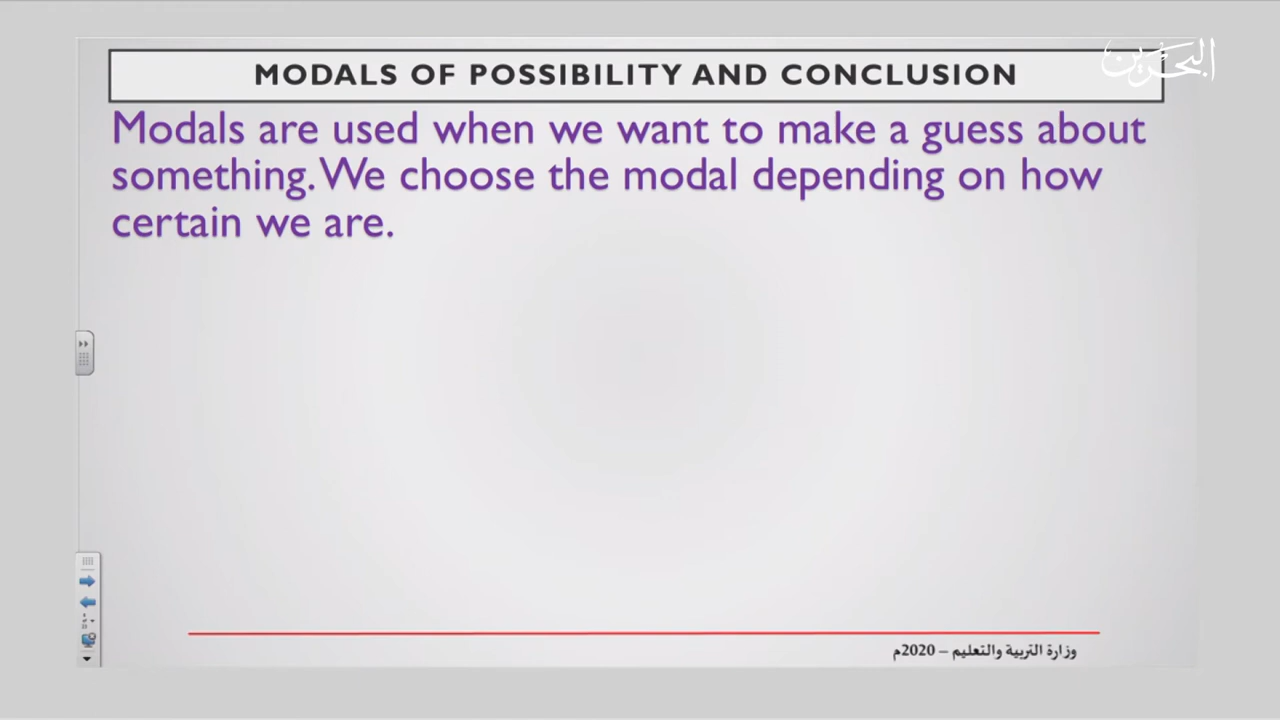 MODALS OF POSSIBILITY AND CONCLUSION
البحرين
Modals are used when we want to make a guess about
something. We choose the modal depending on how
certain we are.
وزارة التربية والتعليم – 2020م